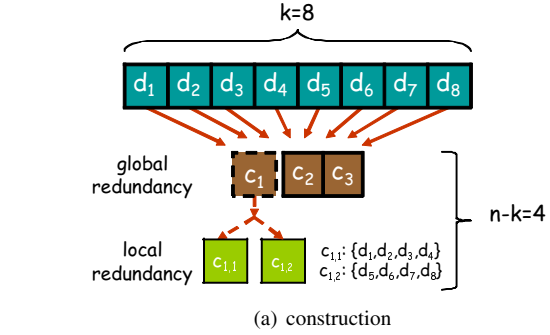 k=8
d1 d2 d3 d4 d5 d6 d7 d8
global
redundancy
c1 c2 c3
n-k=4
local
redundancy
c1,1 c1,2
c1,1: {d1,d2,d3,d4}
c1,2: {d5,d6,d7,d8}
(a) construction